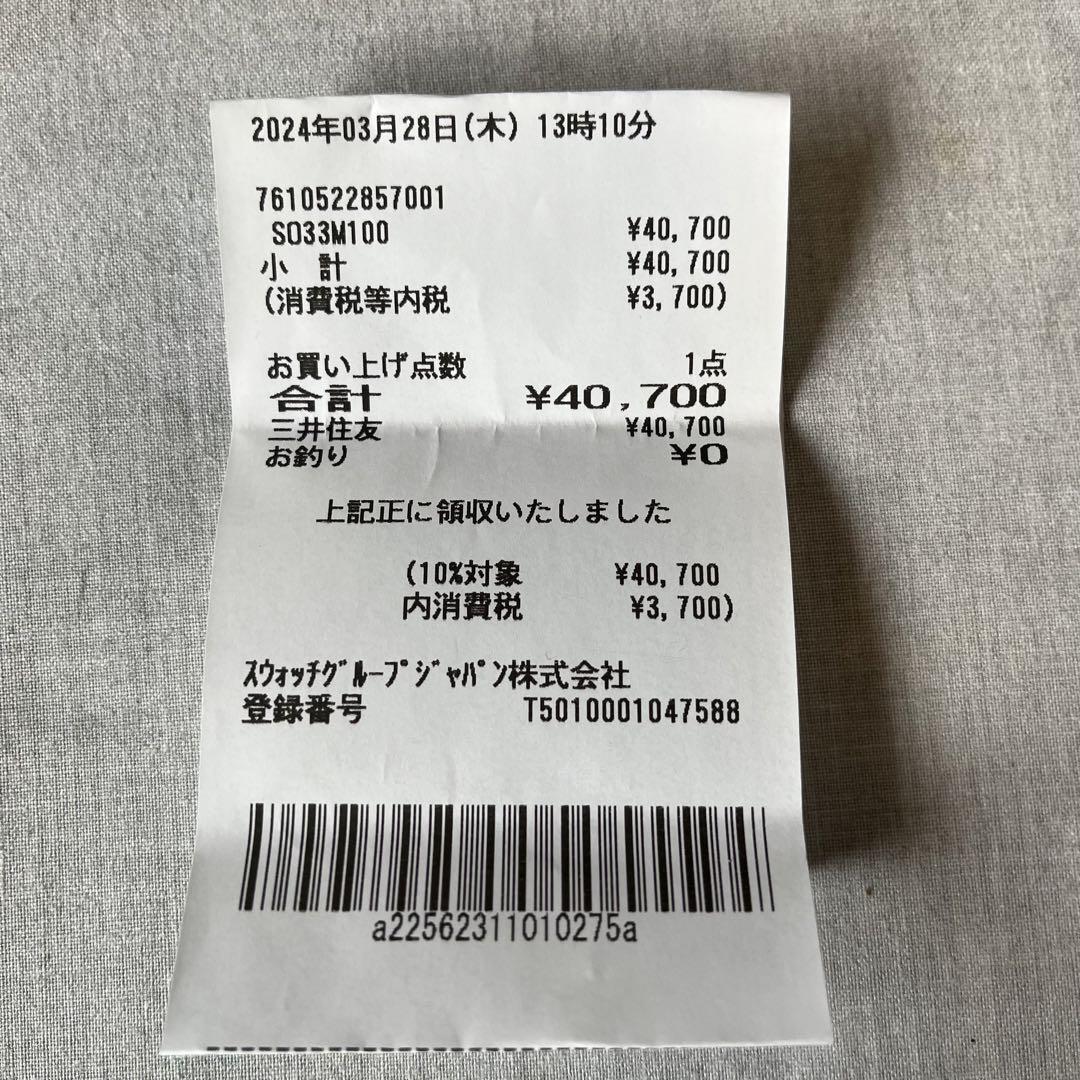 2024年03月28日(木) 13時10分
7610522857001
SO33M100 ¥40,700
小 計 ¥40,700
(消費税等内税 ¥3,700)
お買い上げ点数 1点
合計 ¥40,700
三井住友 ¥40,700
お釣り ¥0
上記正に領収いたしました
(10%対象 ¥40,700
内消費税 ¥3,700)
ｽｳｫｯﾁｸﾞﾙｰﾌﾟｼﾞｬﾊﾟﾝ株式会社
登録番号 T5010001047588
a22562311010275a